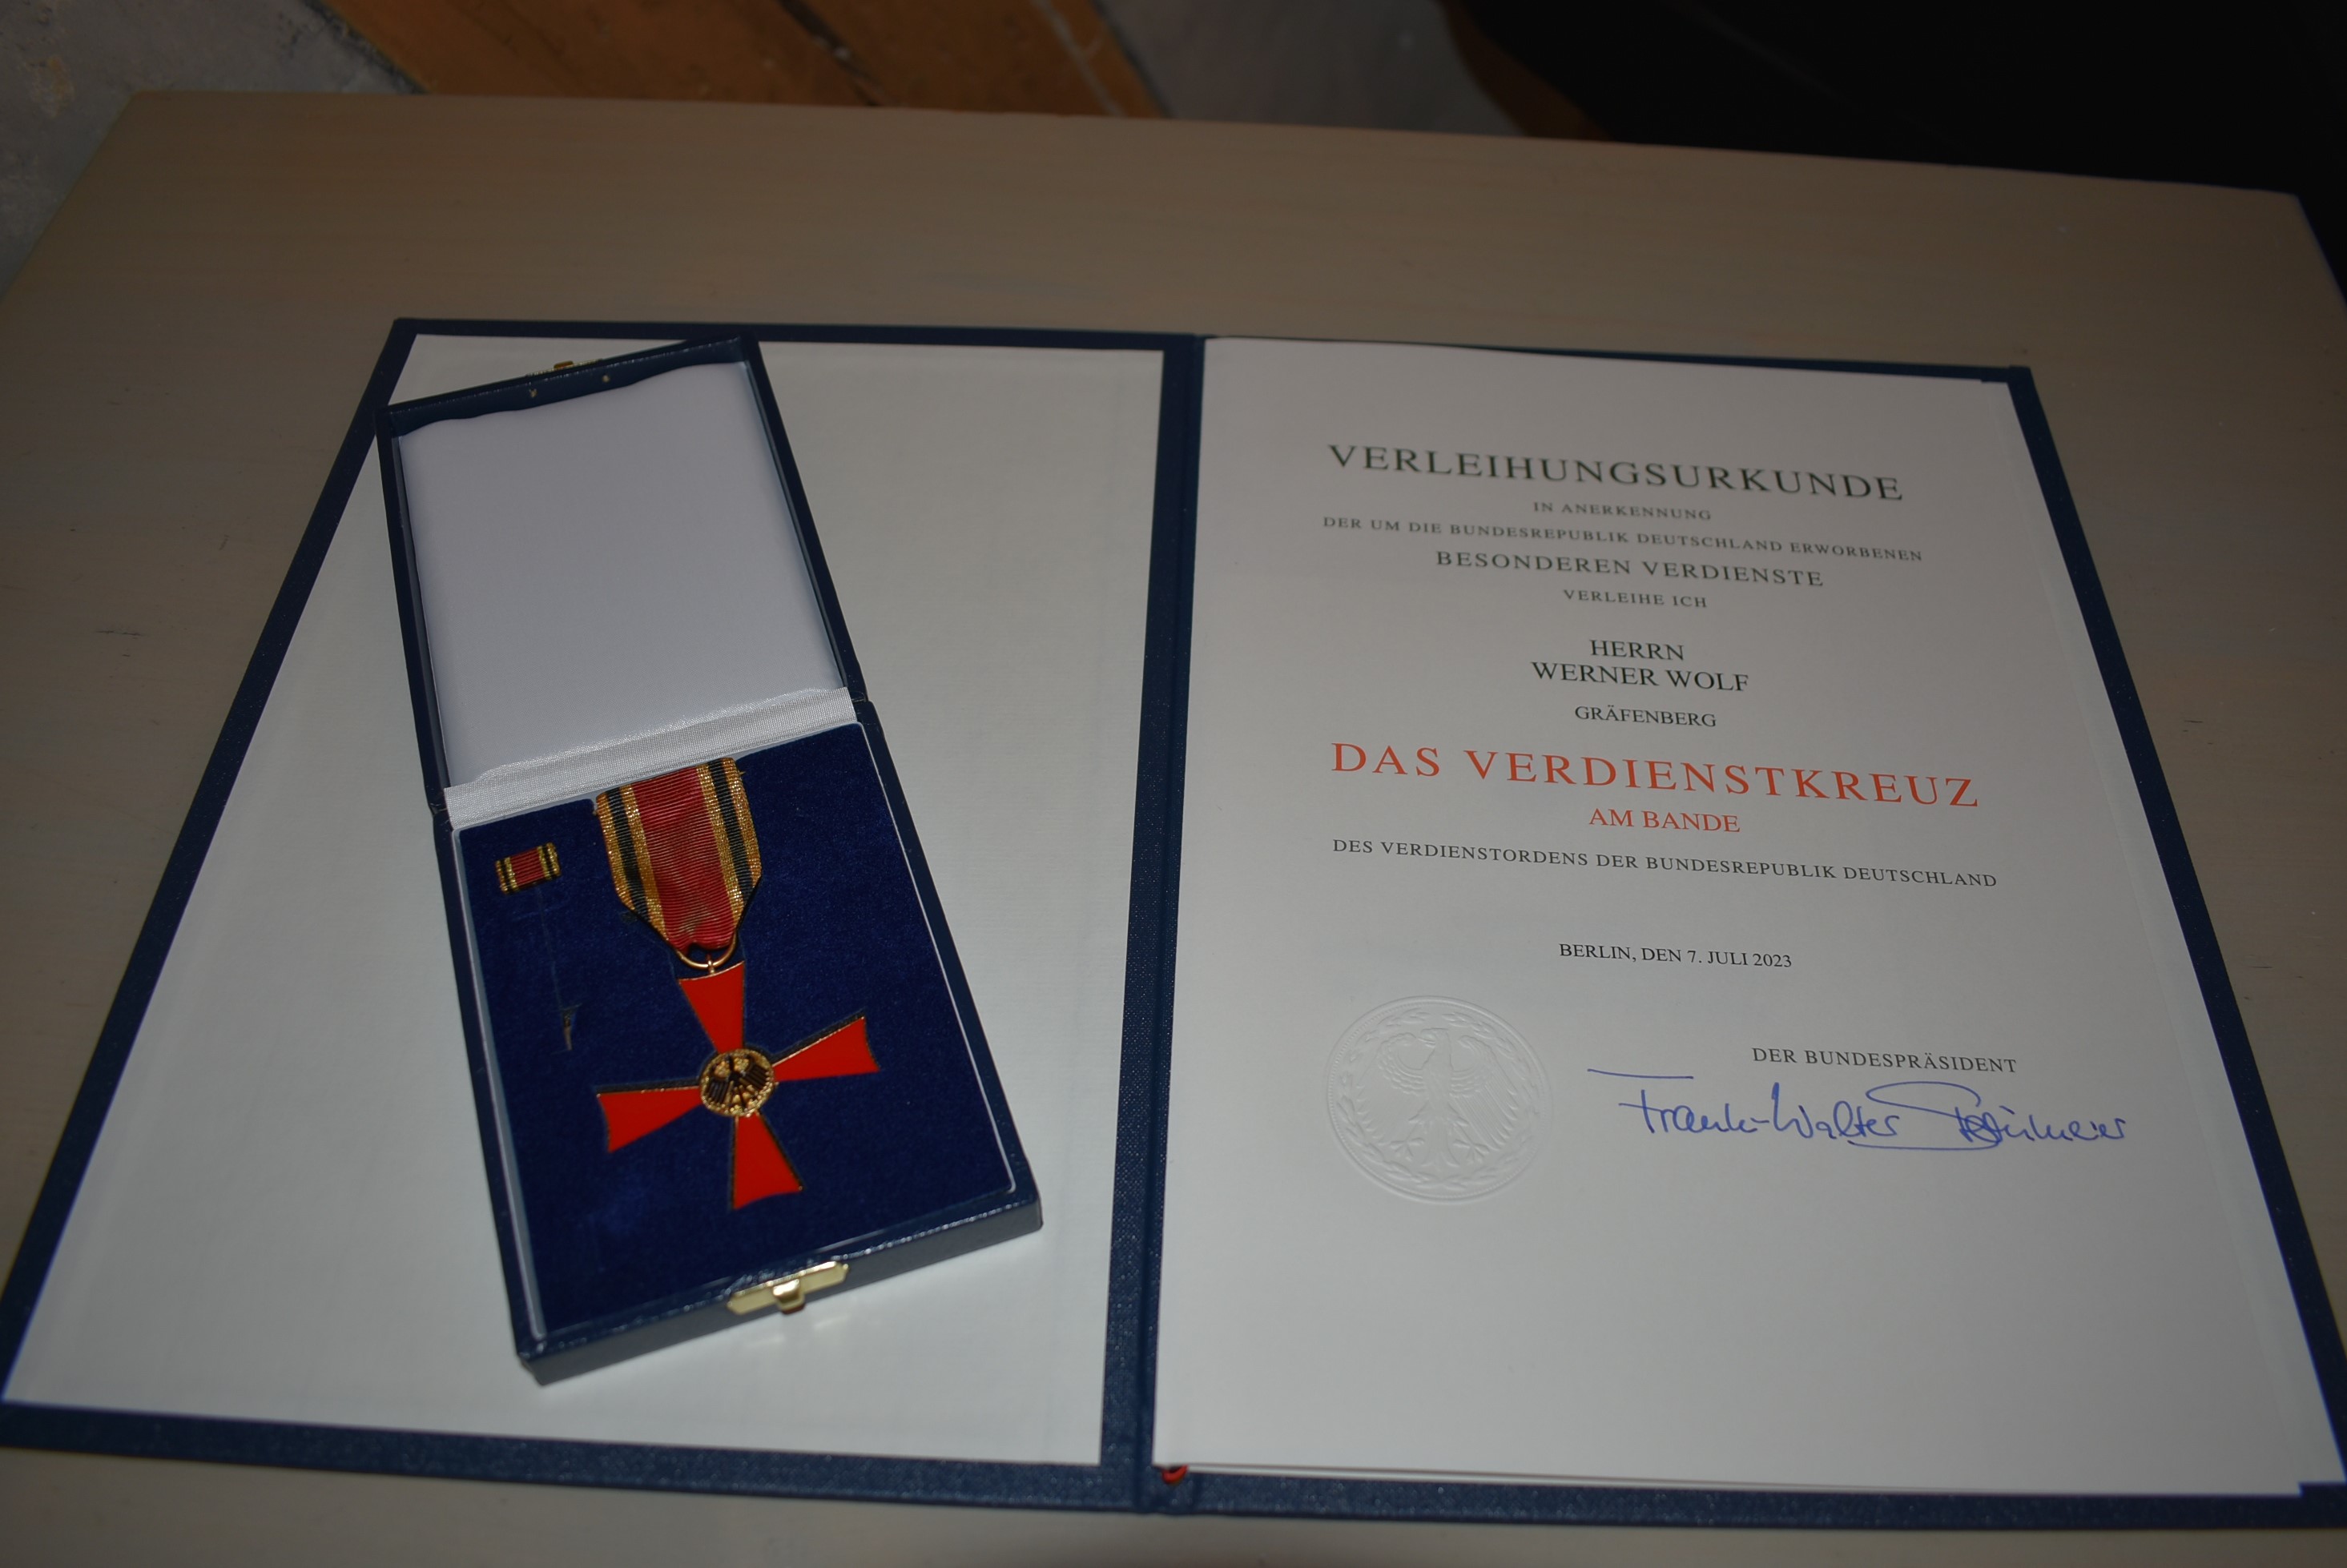 VERLEIHUNGSURKUNDE
IN ANERKENNUNG
DER UM DIE BUNDESREPUBLIK DEUTSCHLAND ERWORBENEN
BESONDEREN VERDIENSTE
VERLEIHE ICH
HERRN
WERNER WOLF
GRÄFENBERG
DAS VERDIENSTKREUZ
AM BANDE
DES VERDIENSTORDENS DER BUNDESREPUBLIK DEUTSCHLAND
BERLIN, DEN 7. JULI 2023
DER BUNDESPRÄSIDENT
Frank-Walter Steinmeier